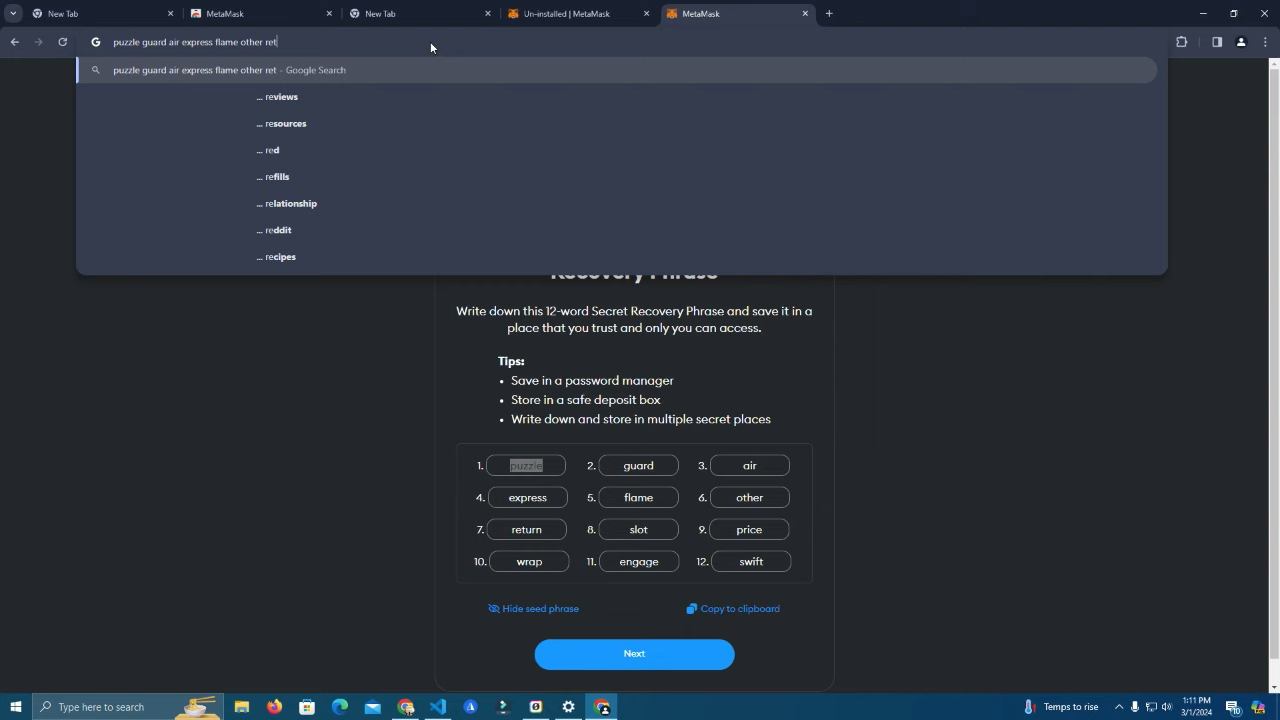 New Tab
MetaMask
New Tab
Un-installed | MetaMask
MetaMask
puzzle guard air express flame other ret
puzzle guard air express flame other ret - Google Search
... reviews
... resources
... red
... refills
... relationship
... reddit
... recipes
Recovery Phrase
Write down this 12-word Secret Recovery Phrase and save it in a
place that you trust and only you can access.
Tips:
• Save in a password manager
• Store in a safe deposit box
• Write down and store in multiple secret places
1. puzzle 2. guard 3. air
4. express 5. flame 6. other
7. return 8. slot 9. price
10. wrap 11. engage 12. swift
Hide seed phrase Copy to clipboard
Next
Type here to search
Temps to rise
1:11 PM
3/1/2024